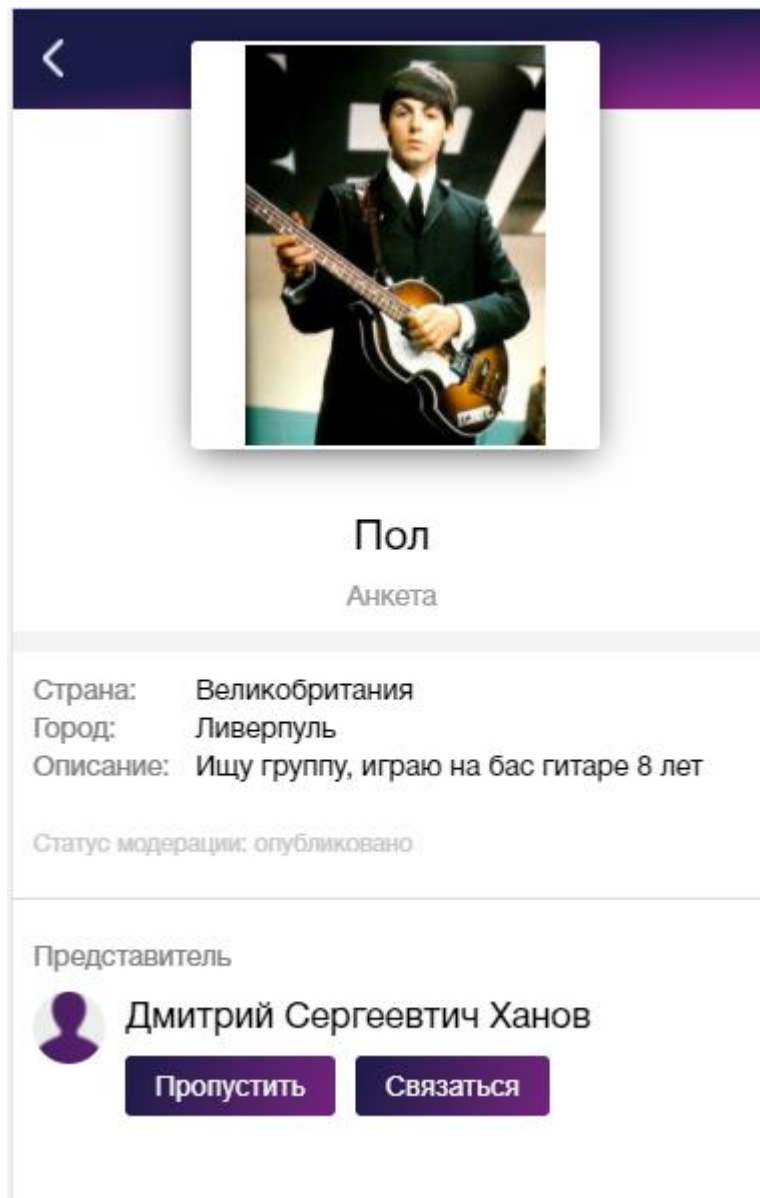 Пол
Анкета
Страна: Великобритания
Город: Ливерпуль
Описание: Ищу группу, играю на бас гитаре 8 лет
Статус модерации: опубликовано
Представитель
Дмитрий Сергеевтич Ханов
Пропустить Связаться